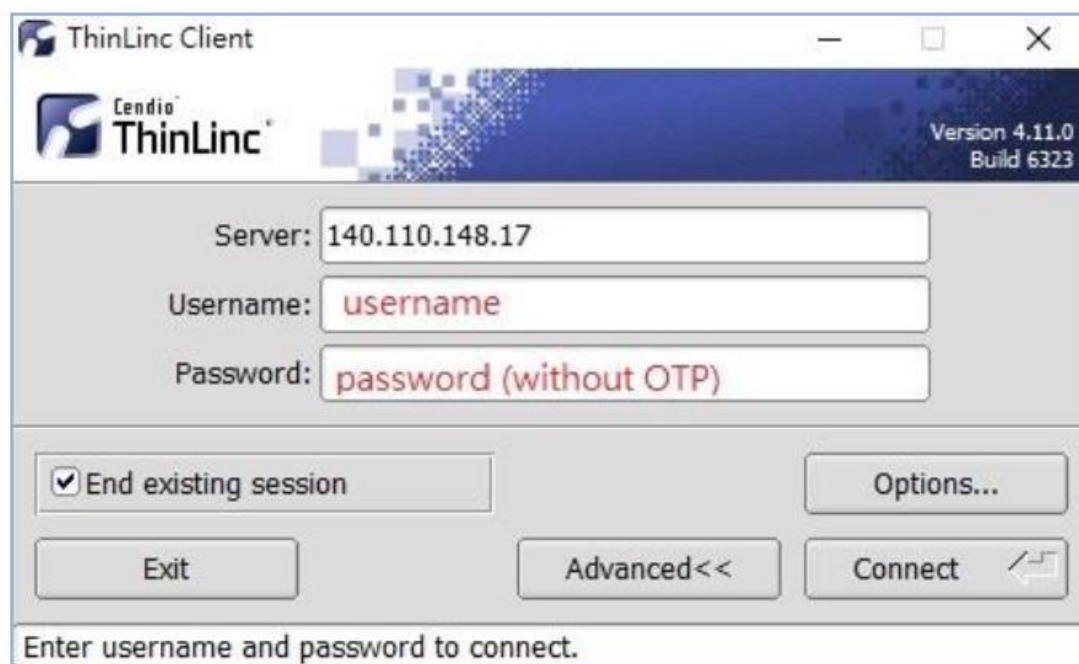 ThinLinc Client
Cendio
ThinLinc
Version 4.11.0
Build 6323
Server: 140.110.148.17
Username: username
Password: password (without OTP)
End existing session
Options...
Exit
Advanced<<
Connect
Enter username and password to connect.